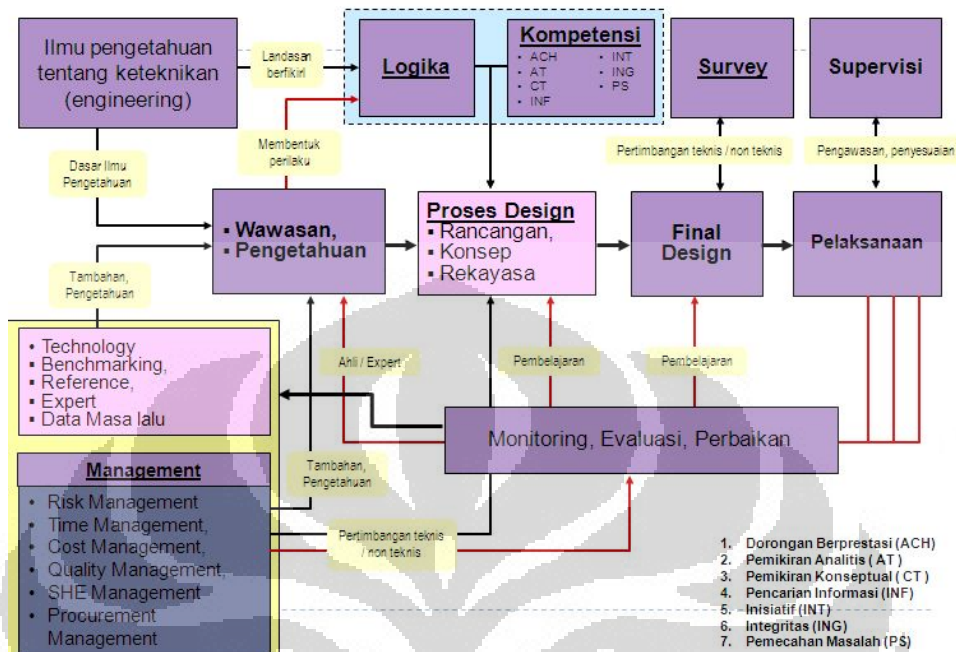 Ilmu pengetahuan
tentang keteknikan
(engineering)
Landasan
berfikiri
Logika
Kompetensi
• ACH
• AT
• CT
• INF
• INT
• ING
• PS
Survey
Supervisi
Membentuk
perilaku
Dasar Ilmu
Pengetahuan
Pertimbangan teknis / non teknis
Pengawasan, penyesuaian
▪ Wawasan,
▪ Pengetahuan
Proses Design
▪ Rancangan,
▪ Konsep
▪ Rekayasa
Final
Design
Pelaksanaan
Tambahan,
Pengetahuan
▪ Technology
▪ Benchmarking,
▪ Reference,
▪ Expert
▪ Data Masa lalu
Ahli / Expert
Pembelajaran
Pembelajaran
Monitoring, Evaluasi, Perbaikan
Management
• Risk Management
• Time Management,
• Cost Management,
• Quality Management,
• SHE Management
• Procurement
Management
Tambahan,
Pengetahuan
Pertimbangan teknis
/ non teknis
1. Dorongan Berprestasi (ACH)
2. Pemikiran Analitis ( AT )
3. Pemikiran Konseptual ( CT )
4. Pencarian Informasi (INF)
5. Inisiatif (INT)
6. Integritas (ING)
7. Pemecahan Masalah (PS)